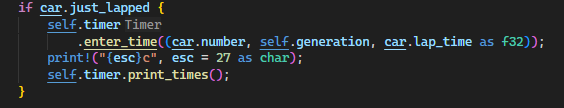 if car.just_lapped {
self.timer Timer
.enter_time((car.number, self.generation, car.lap_time as f32));
print!("{esc}c", esc = 27 as char);
self.timer.print_times();
}